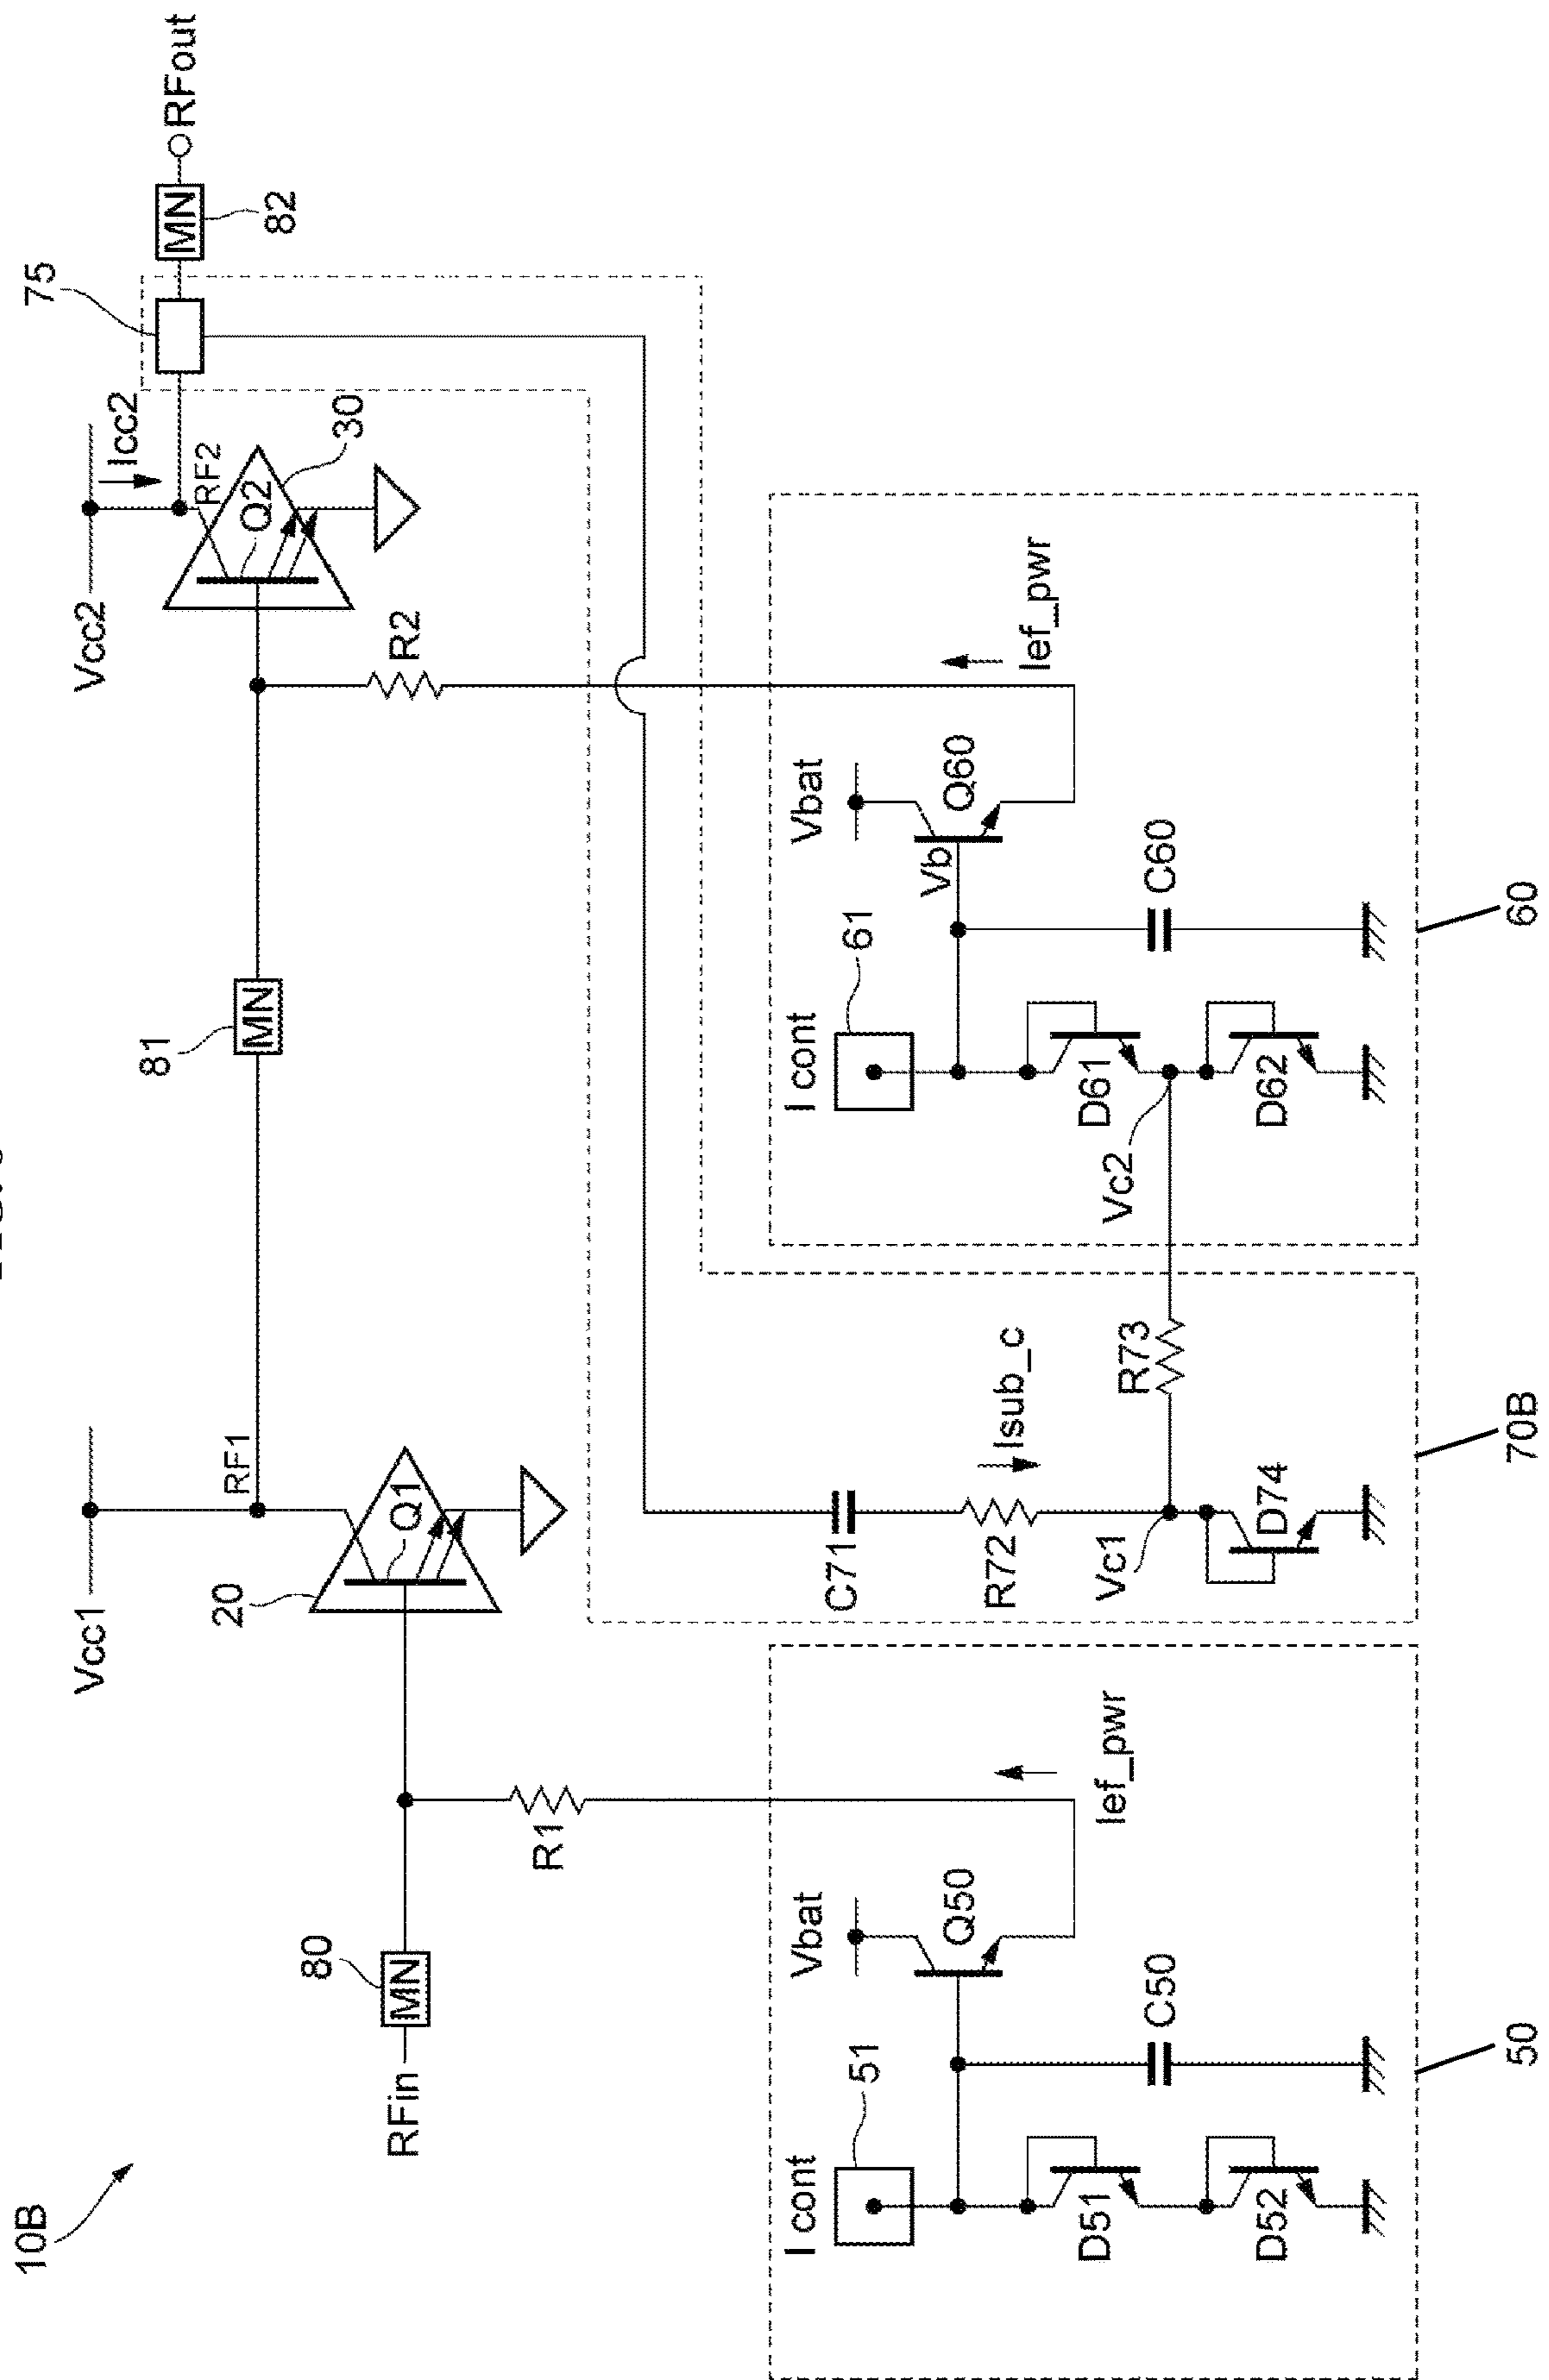 10B
Vcc1
Vcc2
Icc2
75
RFout
MN
82
RF1
RF2
81
MN
Q2
30
20
Q1
R2
80
MN
RFin
R1
I cont
51
Vbat
Q50
Ief_pwr
C50
D51
D52
50
C71
R72
Isub_c
Vc1
D74
R73
70B
I cont
61
Vbat
Vb
Q60
Ief_pwr
C60
D61
Vc2
D62
60